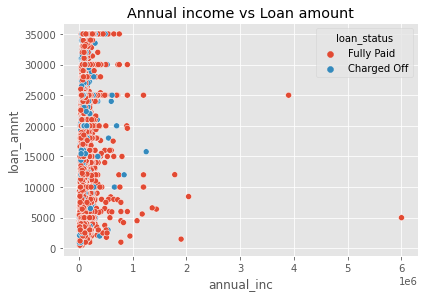 Annual income vs Loan amount
loan_status
Fully Paid
Charged Off
loan_amnt
35000
30000
25000
20000
15000
10000
5000
0
0 1 2 3 4 5 6
1e6
annual_inc